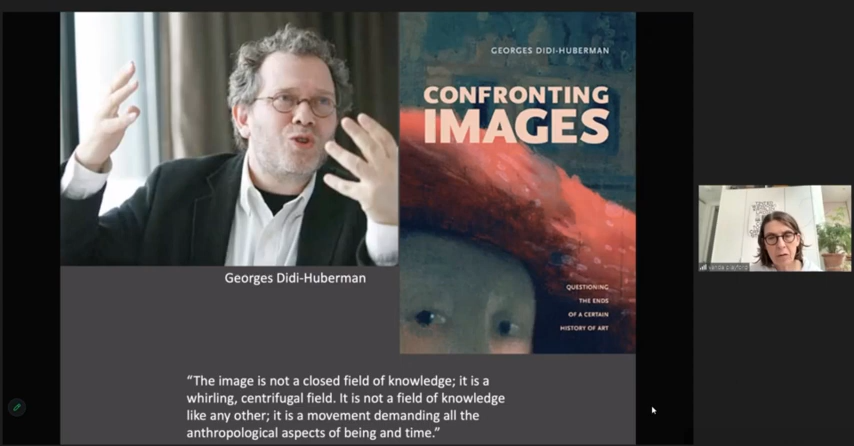 GEORGES DIDI-HUBERMAN
CONFRONTING
IMAGES
QUESTIONING
THE ENDS
OF A CERTAIN
HISTORY OF ART
Georges Didi-Huberman
“The image is not a closed field of knowledge; it is a
whirling, centrifugal field. It is not a field of knowledge
like any other; it is a movement demanding all the
anthropological aspects of being and time.”